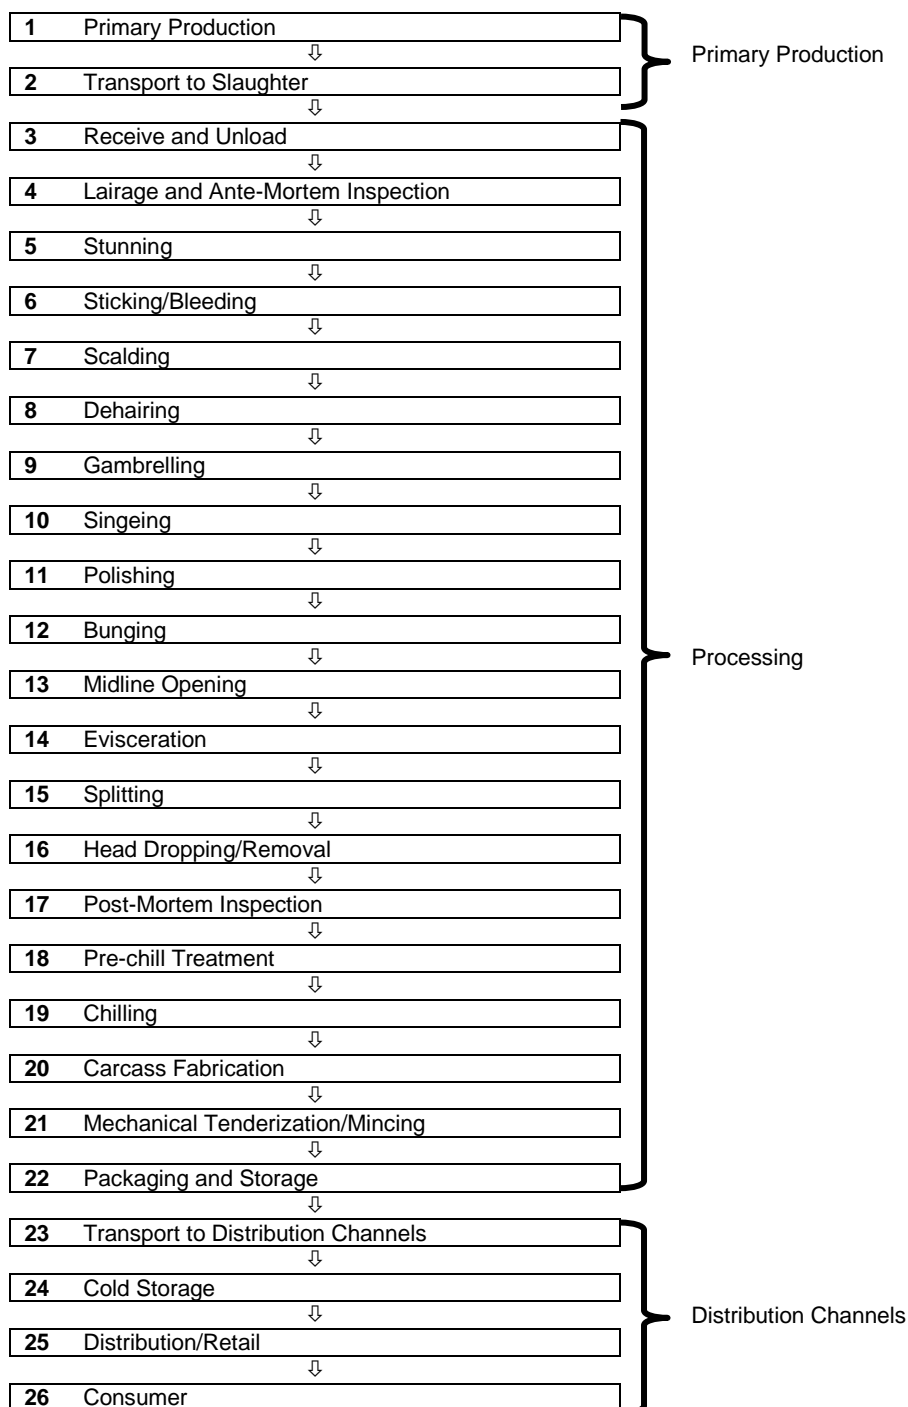 1 Primary Production
⇩
Primary Production
2 Transport to Slaughter
⇩
3 Receive and Unload
⇩
4 Lairage and Ante-Mortem Inspection
⇩
5 Stunning
⇩
6 Sticking/Bleeding
⇩
7 Scalding
⇩
8 Dehairing
⇩
9 Gambrelling
⇩
10 Singeing
⇩
11 Polishing
⇩
12 Bunging
⇩
Processing
13 Midline Opening
⇩
14 Evisceration
⇩
15 Splitting
⇩
16 Head Dropping/Removal
⇩
17 Post-Mortem Inspection
⇩
18 Pre-chill Treatment
⇩
19 Chilling
⇩
20 Carcass Fabrication
⇩
21 Mechanical Tenderization/Mincing
⇩
22 Packaging and Storage
⇩
23 Transport to Distribution Channels
⇩
24 Cold Storage
⇩
Distribution Channels
25 Distribution/Retail
⇩
26 Consumer